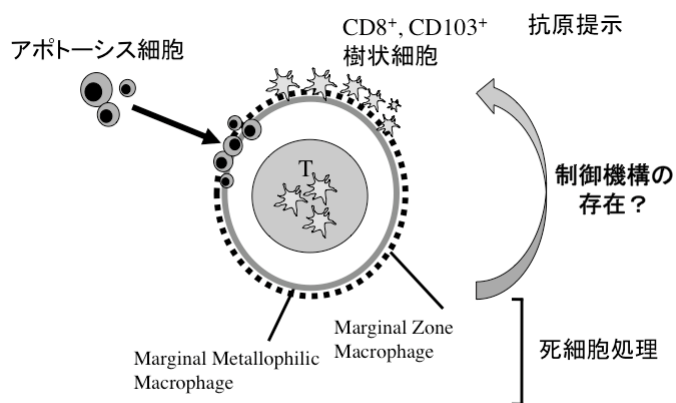 アポトーシス細胞
CD8⁺, CD103⁺
樹状細胞
抗原提示
T
制御機構の
存在？
Marginal Zone
Macrophage
Marginal Metallophilic
Macrophage
死細胞処理